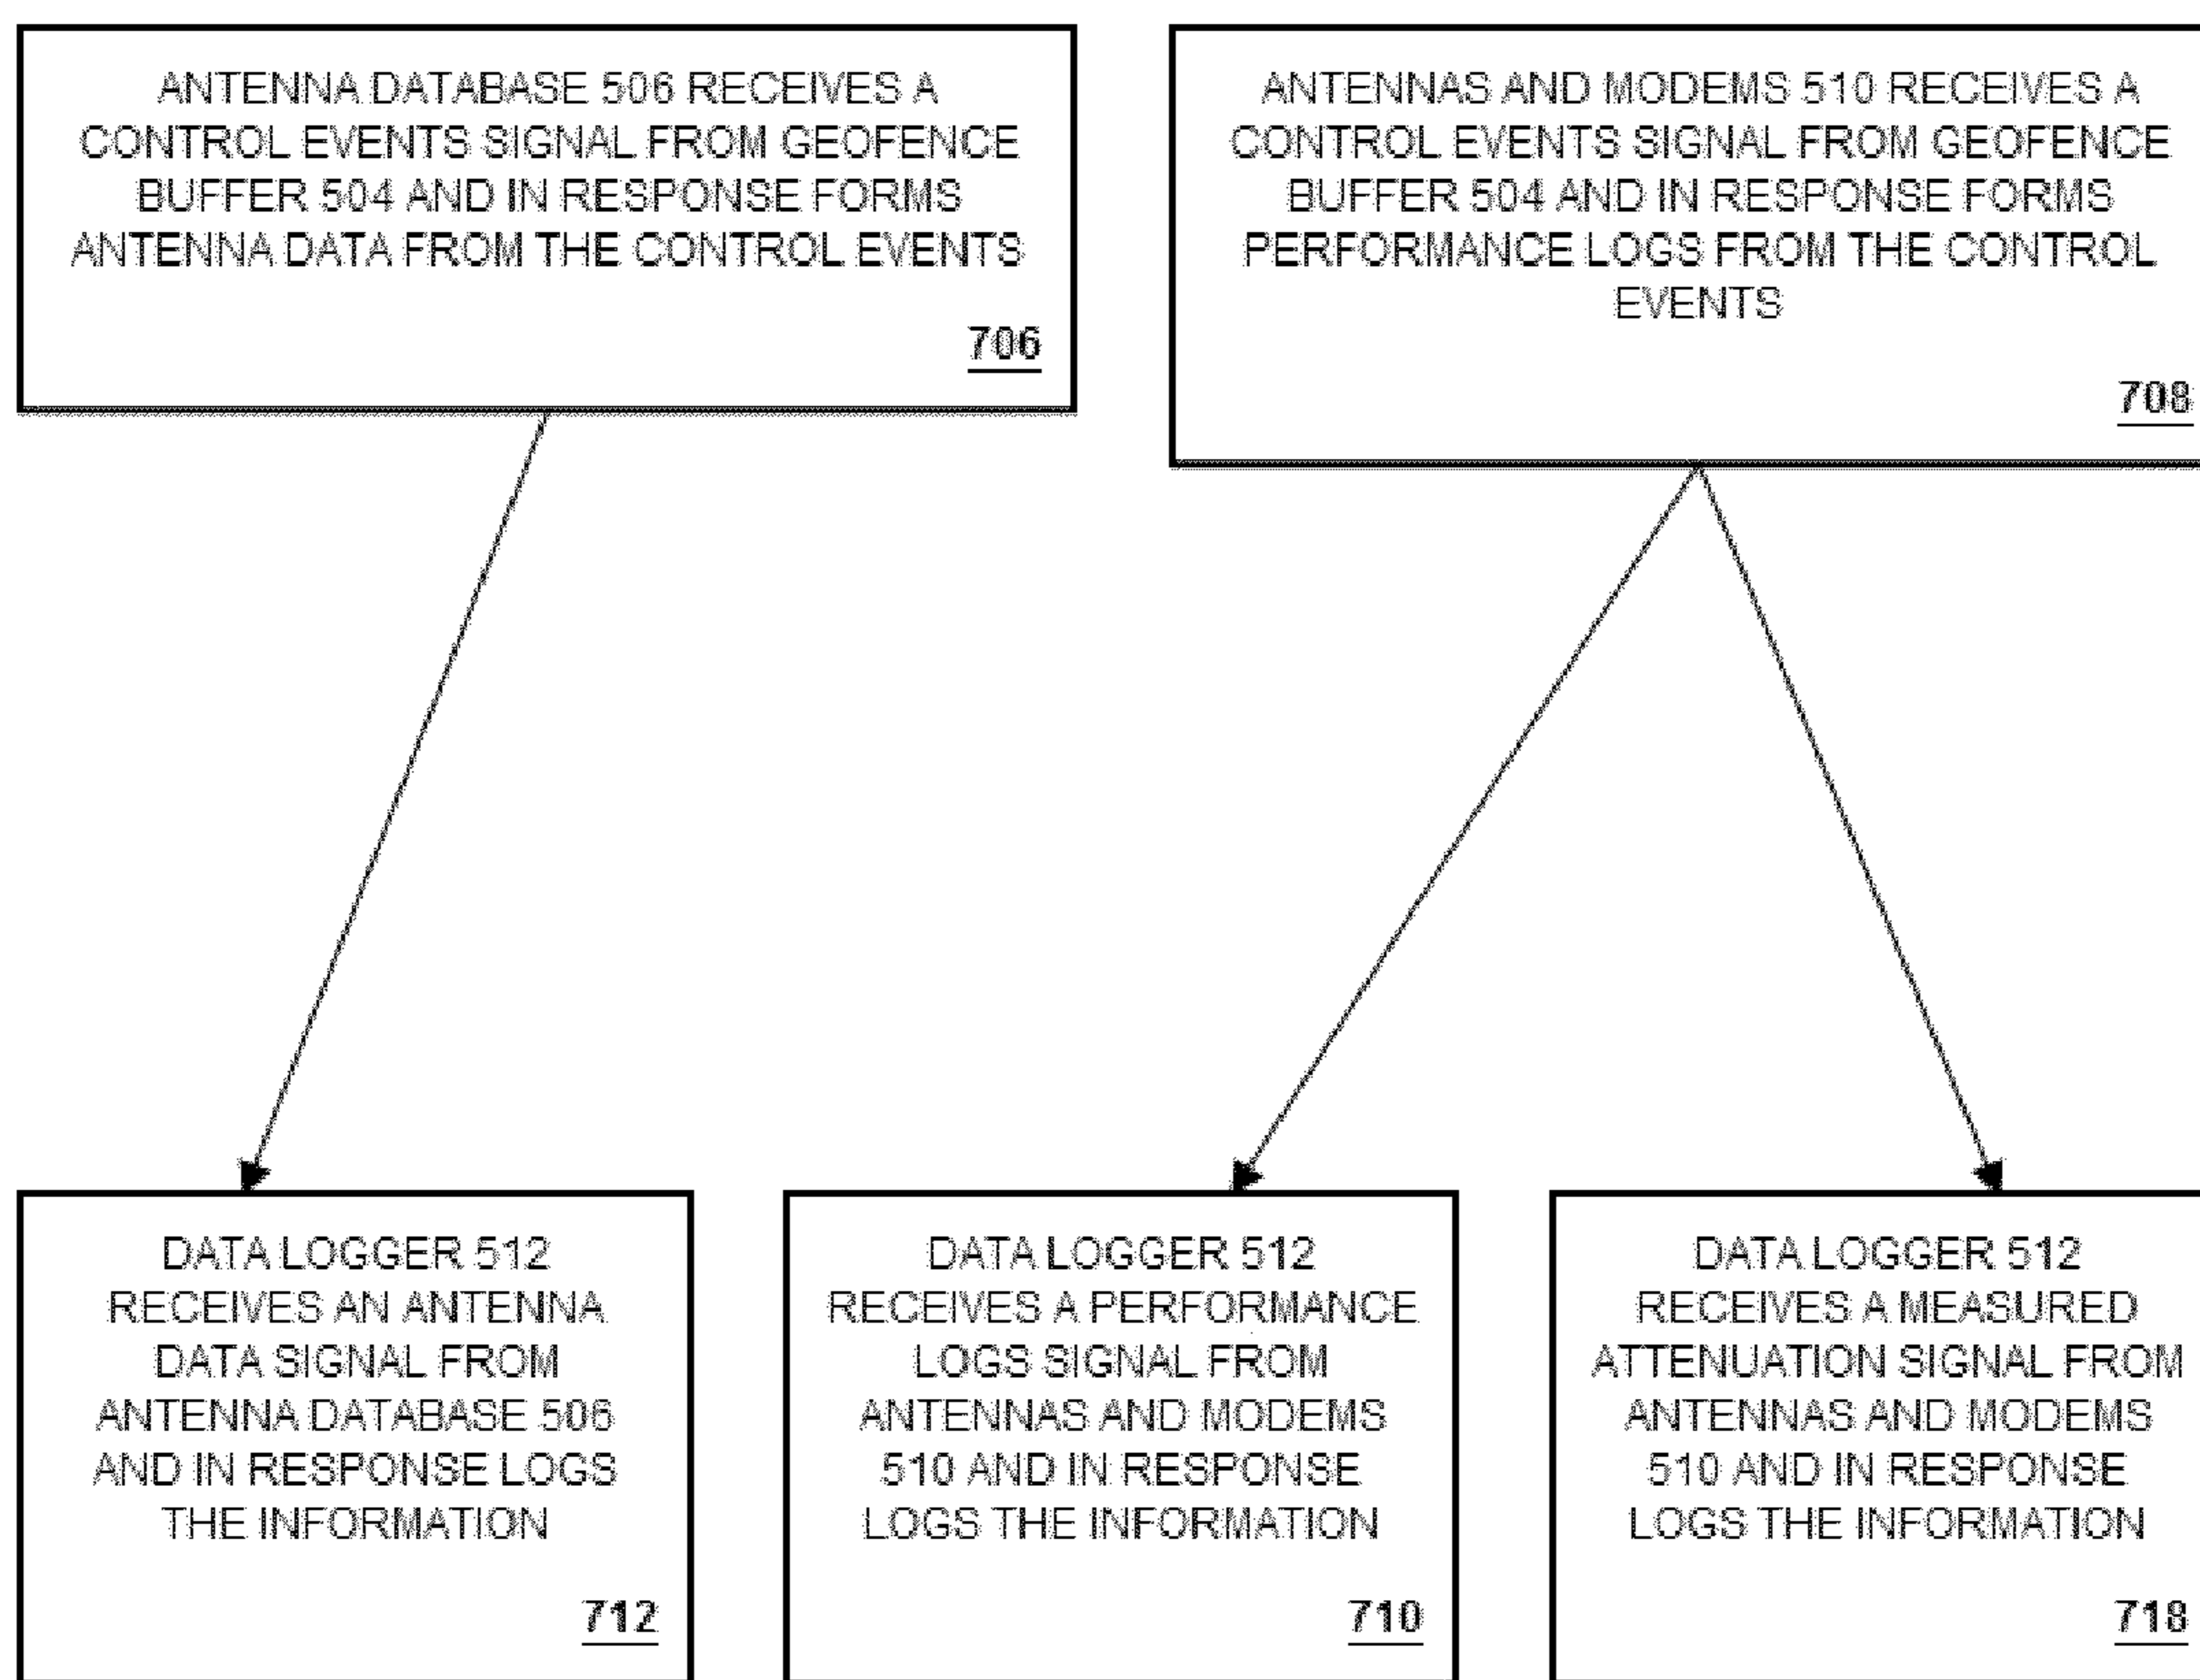 ANTENNA DATABASE 506 RECEIVES A
CONTROL EVENTS SIGNAL FROM GEOFENCE
BUFFER 504 AND IN RESPONSE FORMS
ANTENNA DATA FROM THE CONTROL EVENTS
706
ANTENNAS AND MODEMS 510 RECEIVES A
CONTROL EVENTS SIGNAL FROM GEOFENCE
BUFFER 504 AND IN RESPONSE FORMS
PERFORMANCE LOGS FROM THE CONTROL
EVENTS
708
DATA LOGGER 512
RECEIVES AN ANTENNA
DATA SIGNAL FROM
ANTENNA DATABASE 506
AND IN RESPONSE LOGS
THE INFORMATION
712
DATA LOGGER 512
RECEIVES A PERFORMANCE
LOGS SIGNAL FROM
ANTENNAS AND MODEMS
510 AND IN RESPONSE
LOGS THE INFORMATION
710
DATA LOGGER 512
RECEIVES A MEASURED
ATTENUATION SIGNAL FROM
ANTENNAS AND MODEMS
510 AND IN RESPONSE
LOGS THE INFORMATION
718